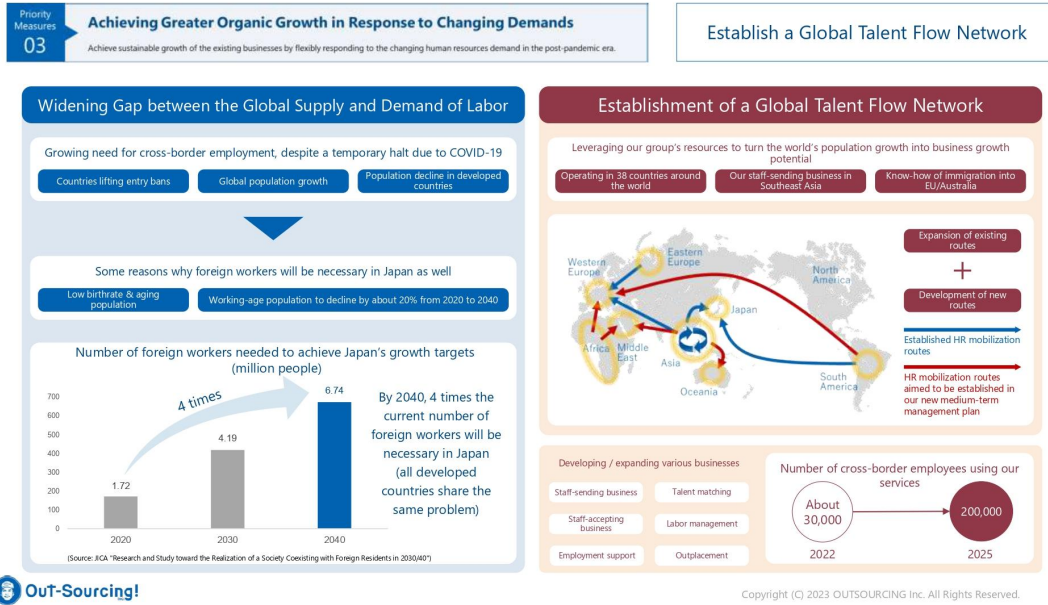 Priority
Measures
03
Achieving Greater Organic Growth in Response to Changing Demands
Achieve sustainable growth of the existing businesses by flexibly responding to the changing human resources demand in the post-pandemic era.
Establish a Global Talent Flow Network
Widening Gap between the Global Supply and Demand of Labor
Growing need for cross-border employment, despite a temporary halt due to COVID-19
Countries lifting entry bans
Global population growth
Population decline in developed
countries
Some reasons why foreign workers will be necessary in Japan as well
Low birthrate & aging
population
Working-age population to decline by about 20% from 2020 to 2040
Number of foreign workers needed to achieve Japan's growth targets
(million people)
700
600
500
400
300
200
100
0
1.72
4.19
6.74
4 times
2020
2030
2040
By 2040, 4 times the
current number of
foreign workers will be
necessary in Japan
(all developed
countries share the
same problem)
(Source: JICA "Research and Study toward the Realization of a Society Coexisting with Foreign Residents in 2030/40")
Establishment of a Global Talent Flow Network
Leveraging our group's resources to turn the world's population growth into business growth
potential
Operating in 38 countries around
the world
Our staff-sending business in
Southeast Asia
Know-how of immigration into
EU/Australia
Western
Europe
Eastern
Europe
North
America
Japan
Africa
Middle
East
Asia
Oceania
South
America
Expansion of existing
routes
+
Development of new
routes
Established HR mobilization
routes
HR mobilization routes
aimed to be established in
our new medium-term
management plan
Developing / expanding various businesses
Staff-sending business
Talent matching
Staff-accepting
business
Labor management
Employment support
Outplacement
Number of cross-border employees using our
services
About
30,000
200,000
2022
2025
OuT-Sourcing!
Copyright (C) 2023 OUTSOURCING Inc. All Rights Reserved.